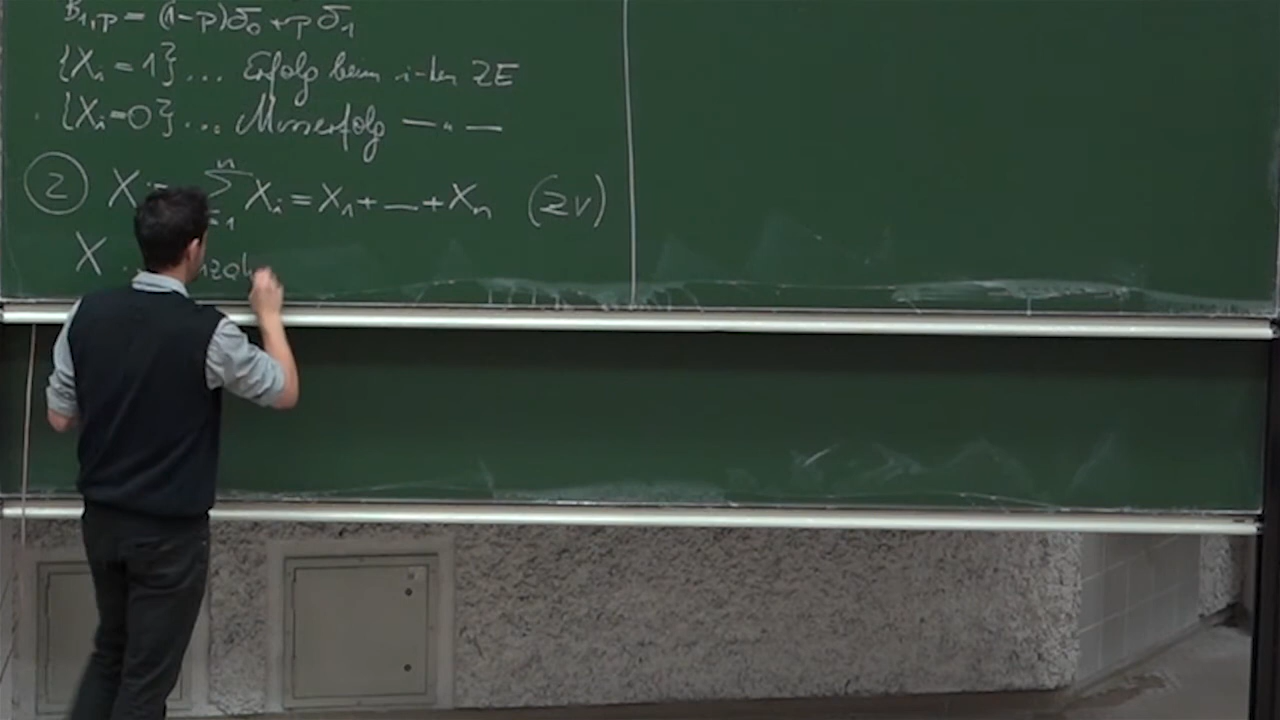 B₁,ₚ = (1-p)δ₀ + p δ₁
{Xᵢ = 1} ... Erfolg beim i-ten ZE
{Xᵢ = 0} ... Misserfolg — " —
② X := ∑ᵢ₌₁ⁿ Xᵢ = X₁ + ... + Xₙ (ZV)
X